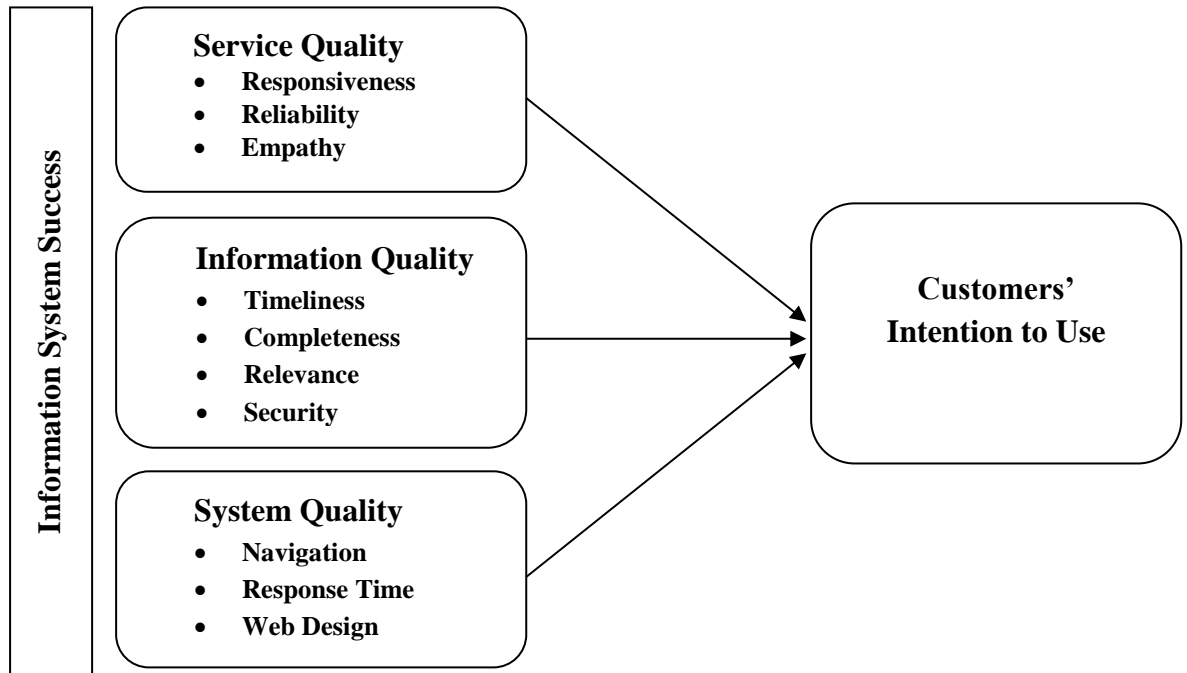 Information System Success
Service Quality
• Responsiveness
• Reliability
• Empathy
Information Quality
• Timeliness
• Completeness
• Relevance
• Security
System Quality
• Navigation
• Response Time
• Web Design
Customers’
Intention to Use